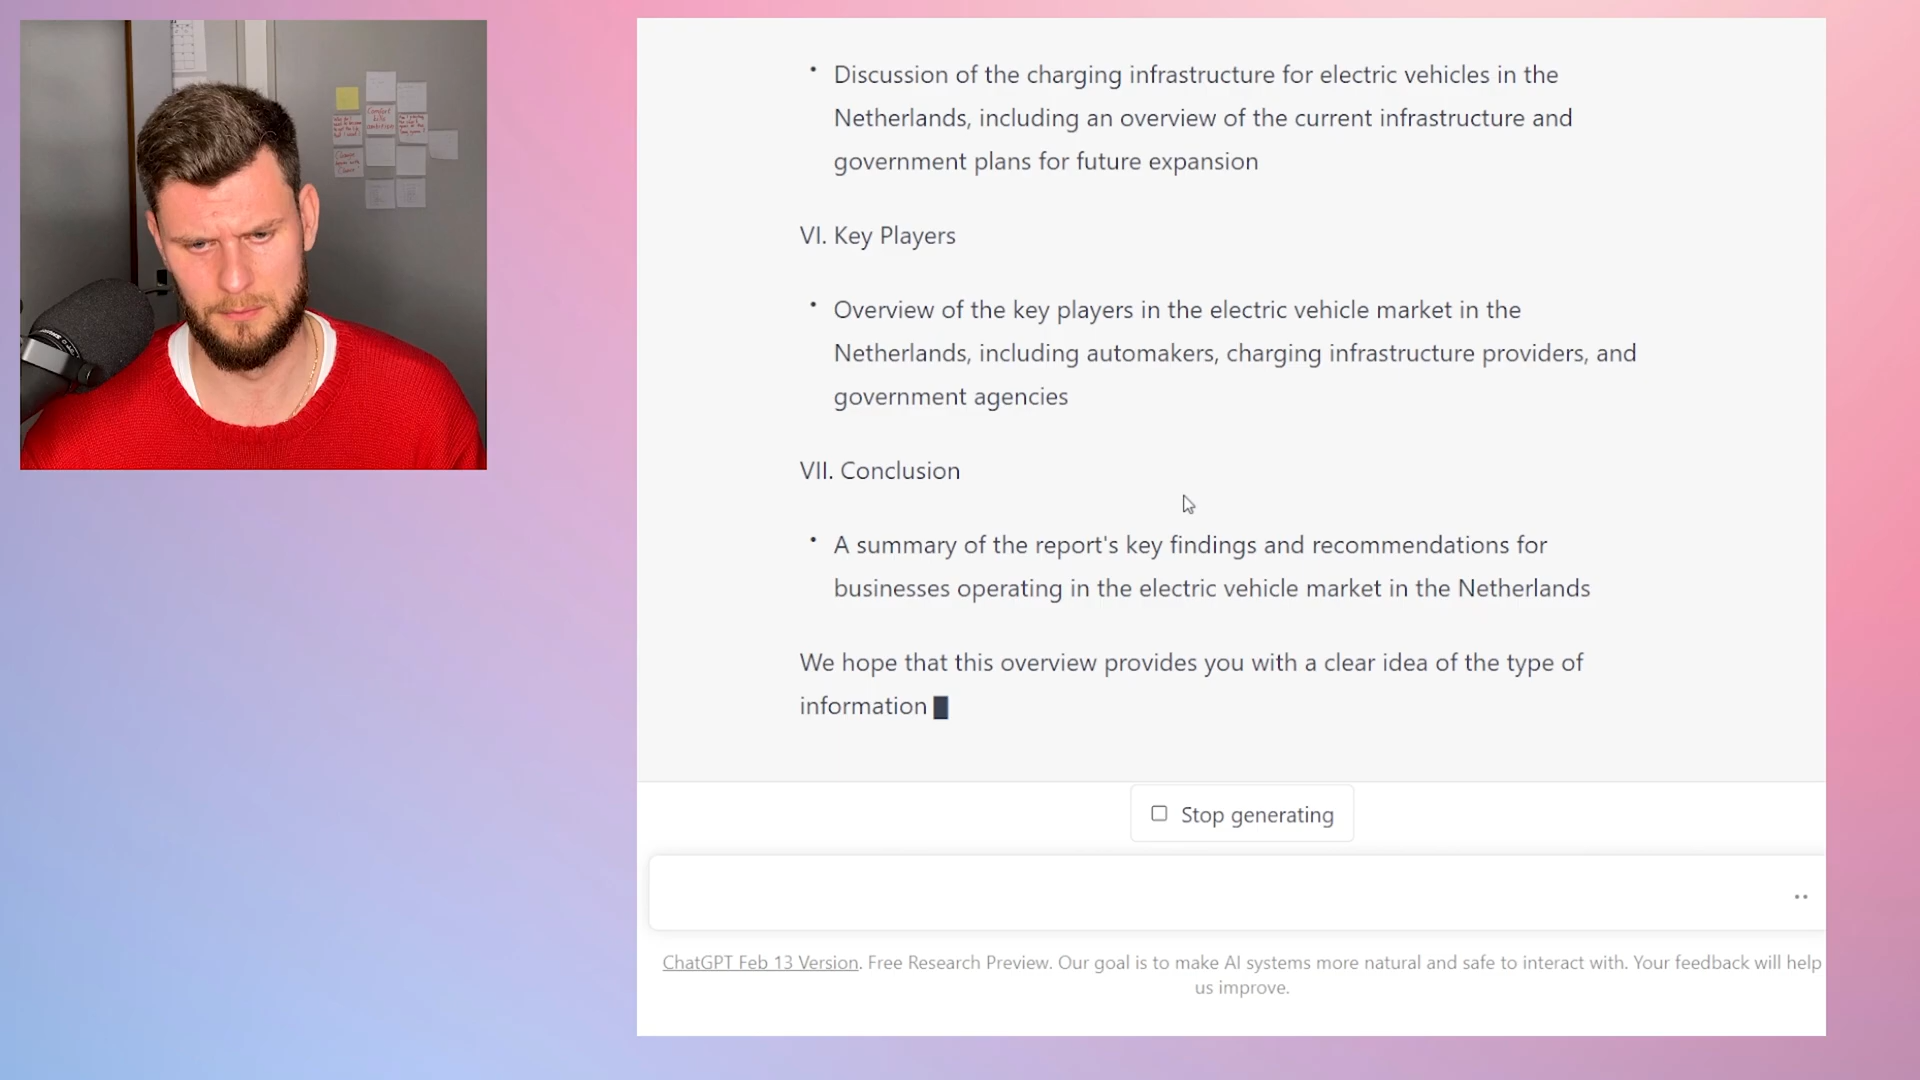 • Discussion of the charging infrastructure for electric vehicles in the
Netherlands, including an overview of the current infrastructure and
government plans for future expansion
VI. Key Players
• Overview of the key players in the electric vehicle market in the
Netherlands, including automakers, charging infrastructure providers, and
government agencies
VII. Conclusion
• A summary of the report's key findings and recommendations for
businesses operating in the electric vehicle market in the Netherlands
We hope that this overview provides you with a clear idea of the type of
information
Stop generating
ChatGPT Feb 13 Version. Free Research Preview. Our goal is to make AI systems more natural and safe to interact with. Your feedback will help
us improve.